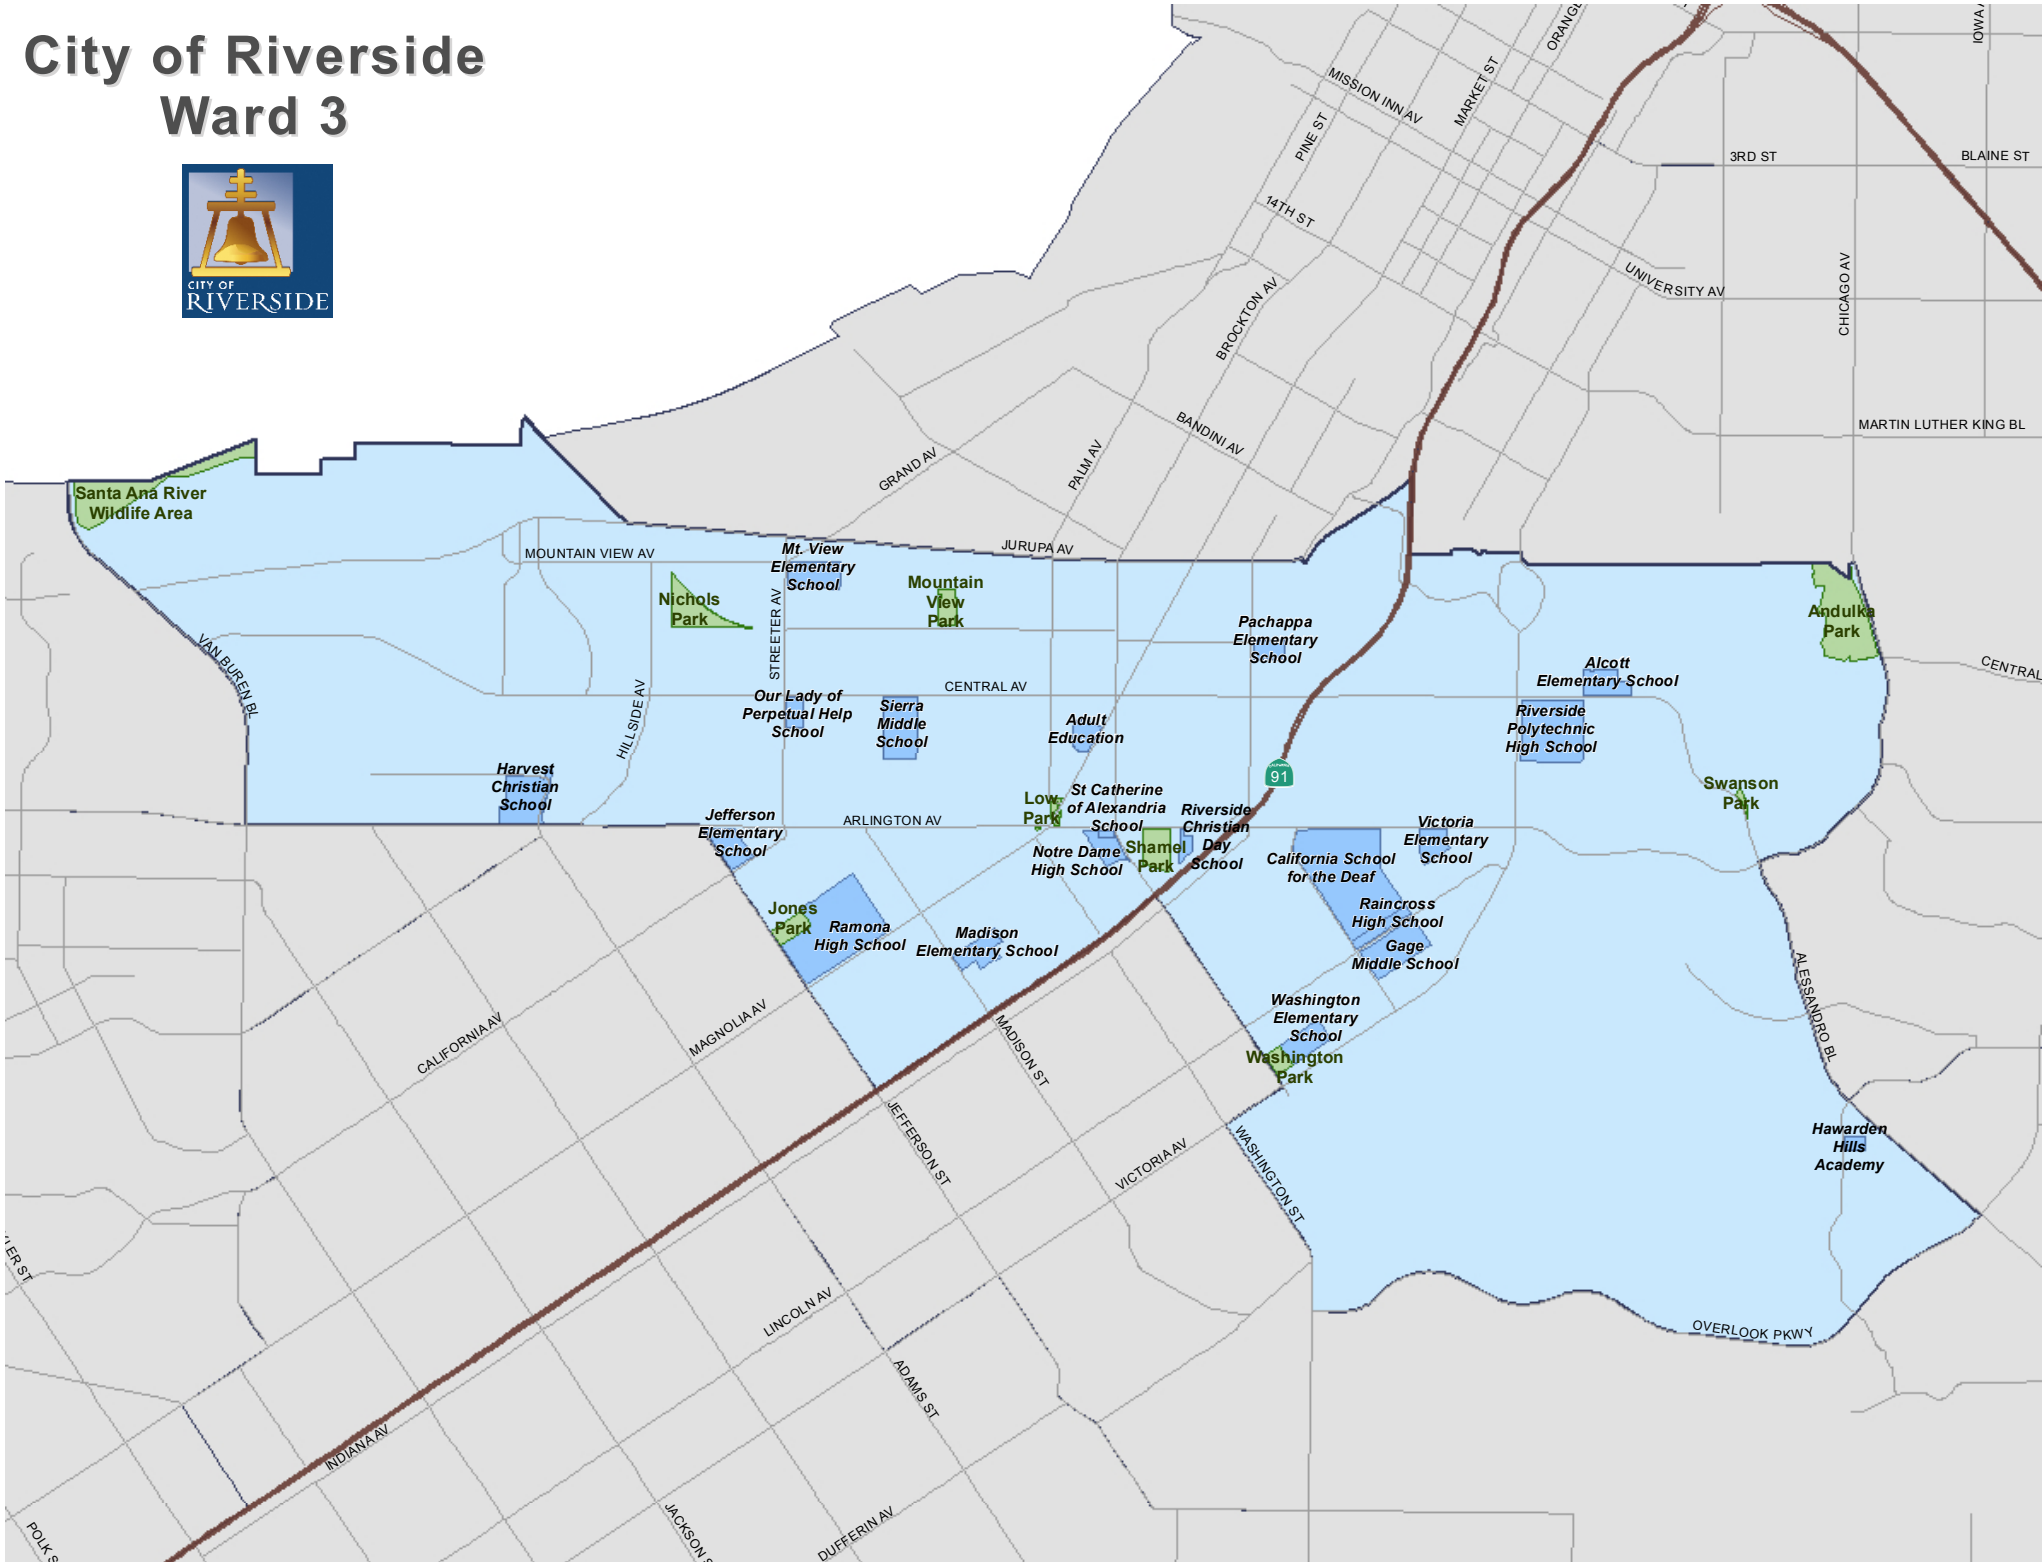 City of Riverside
Ward 3
CITY OF
RIVERSIDE
MISSION INN AV
MARKET ST
PINE ST
3RD ST
BLAINE ST
14TH ST
UNIVERSITY AV
CHICAGO AV
BROCKTON AV
MARTIN LUTHER KING BL
BANDINI AV
PALM AV
GRAND AV
Santa Ana River
Wildlife Area
JURUPA AV
MOUNTAIN VIEW AV
Mt. View
Elementary
School
Nichols
Park
Mountain
View
Park
STREETER AV
Pachappa
Elementary
School
Andulka
Park
VAN BUREN BL
CENTRAL
Alcott
Elementary School
CENTRAL AV
HILLSIDE AV
Our Lady of
Perpetual Help
School
Sierra
Middle
School
Adult
Education
Riverside
Polytechnic
High School
Harvest
Christian
School
CALIFORNIA
91
Swanson
Park
Low
Park
St Catherine
of Alexandria
School
Riverside
Christian
Day
School
Jefferson
Elementary
School
ARLINGTON AV
Victoria
Elementary
School
Notre Dame
High School
Shamel
Park
California School
for the Deaf
Jones
Park
Ramona
High School
Madison
Elementary School
Raincross
High School
Gage
Middle School
ALESSANDRO BL
Washington
Elementary
School
Washington
Park
CALIFORNIA AV
MAGNOLIA AV
MADISON ST
JEFFERSON ST
VICTORIA AV
WASHINGTON ST
Hawarden
Hills
Academy
OVERLOOK PKWY
LINCOLN AV
ADAMS ST
INDIANA AV
JACKSON S
DUFFERIN AV
POLK S
LER ST
ORANGE
IOWA